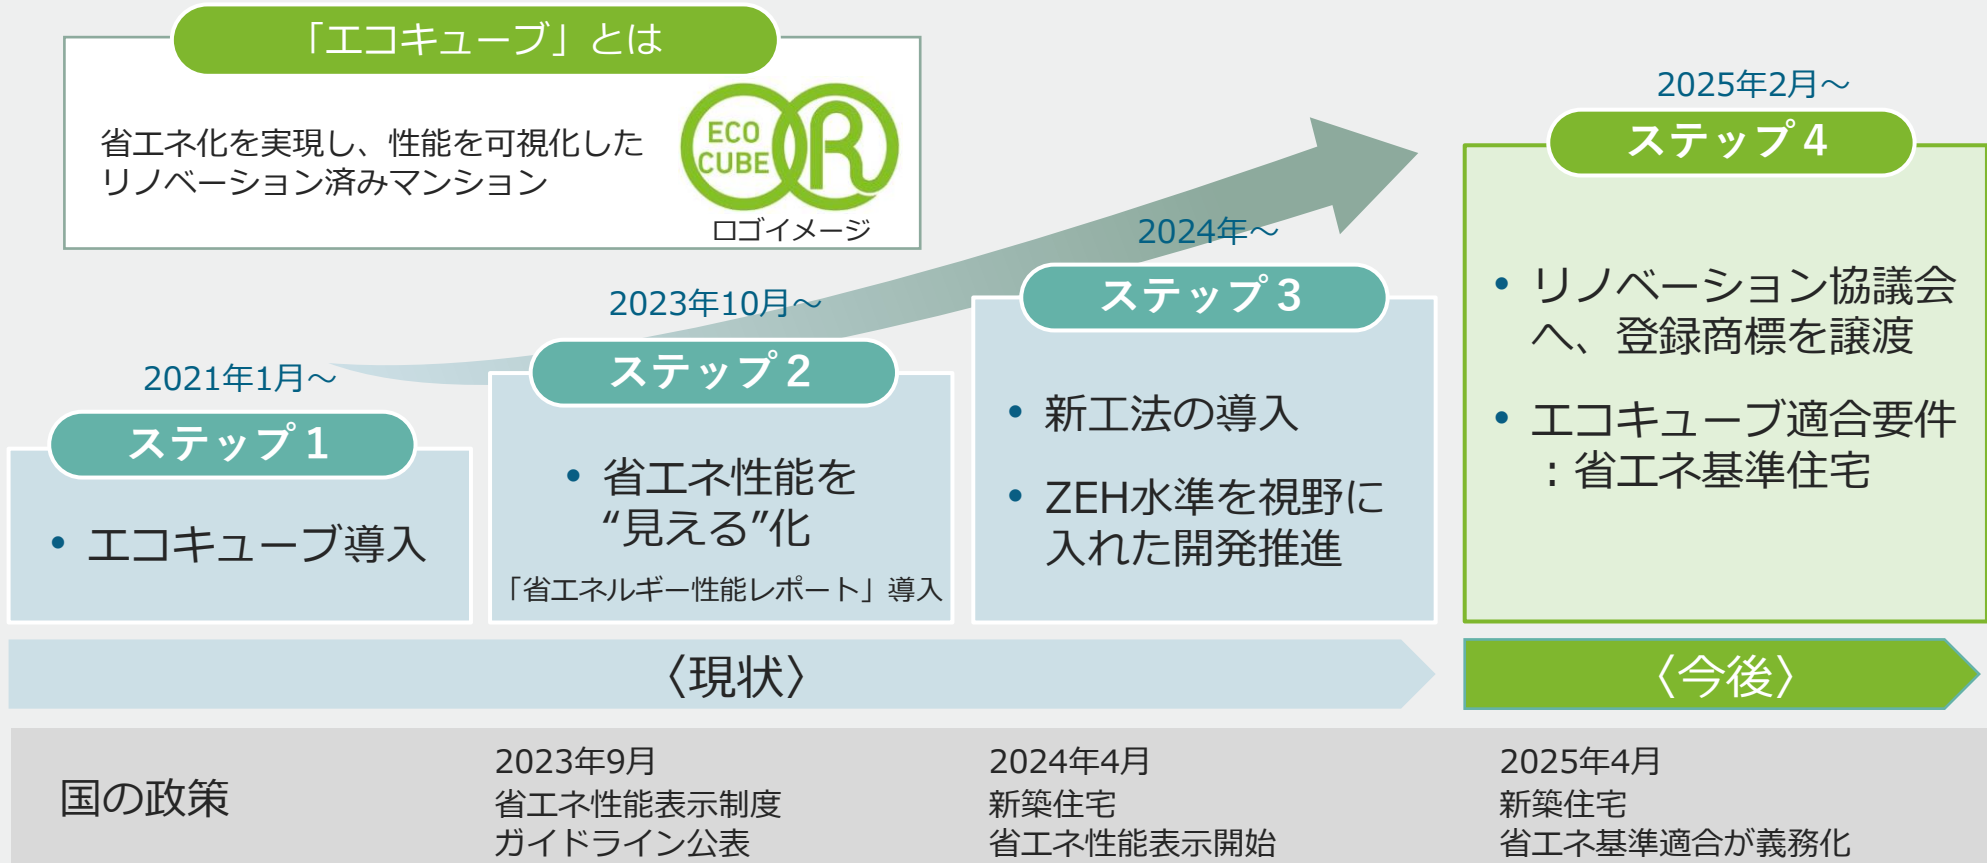 「エコキューブ」とは
省エネ化を実現し、性能を可視化した
リノベーション済みマンション
ECO
CUBE
R
ロゴイメージ
2021年1月～
ステップ１
• エコキューブ導入
2023年10月～
ステップ２
• 省エネ性能を
“見える”化
「省エネルギー性能レポート」導入
2024年～
ステップ３
• 新工法の導入
• ZEH水準を視野に
入れた開発推進
2025年2月～
ステップ４
• リノベーション協議会
へ、登録商標を譲渡
• エコキューブ適合要件
：省エネ基準住宅
〈現状〉
〈今後〉
国の政策
2023年9月
省エネ性能表示制度
ガイドライン公表
2024年4月
新築住宅
省エネ性能表示開始
2025年4月
新築住宅
省エネ基準適合が義務化